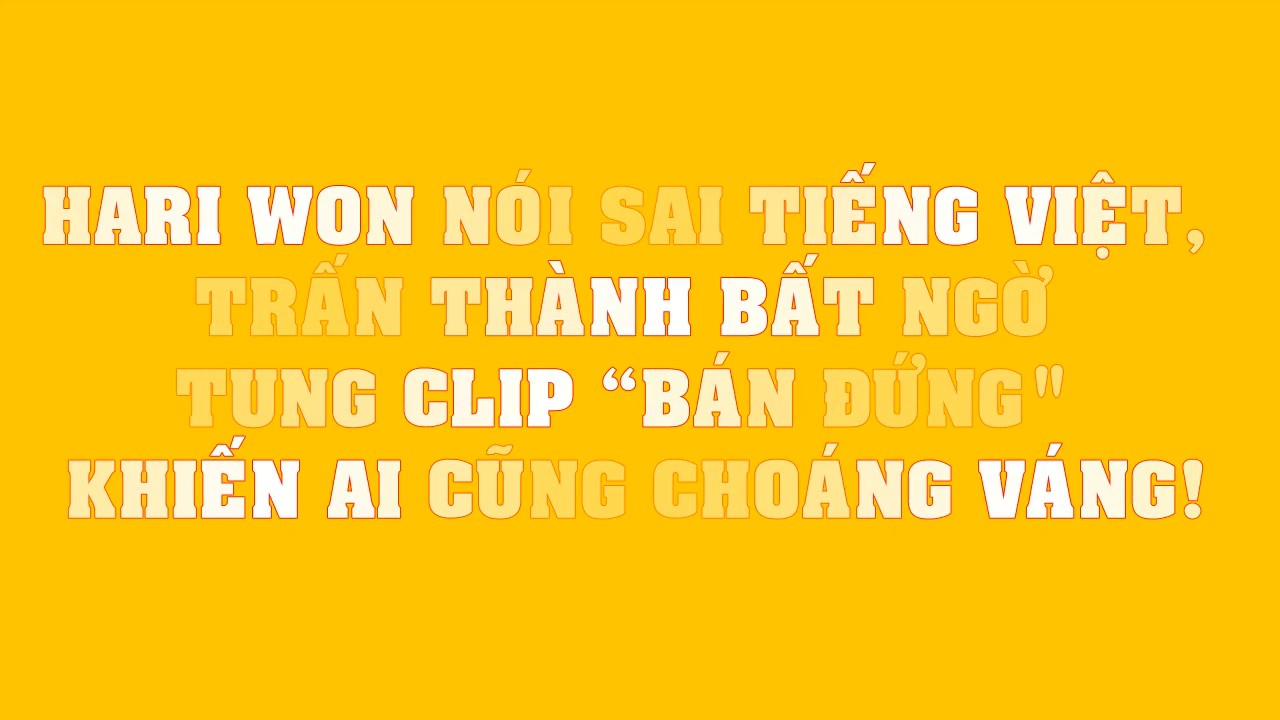 HARI WON NÓI SAI TIẾNG VIỆT,
TRẤN THÀNH BẤT NGỜ
TUNG CLIP “BÁN ĐỨNG"
KHIẾN AI CŨNG CHOÁNG VÁNG!